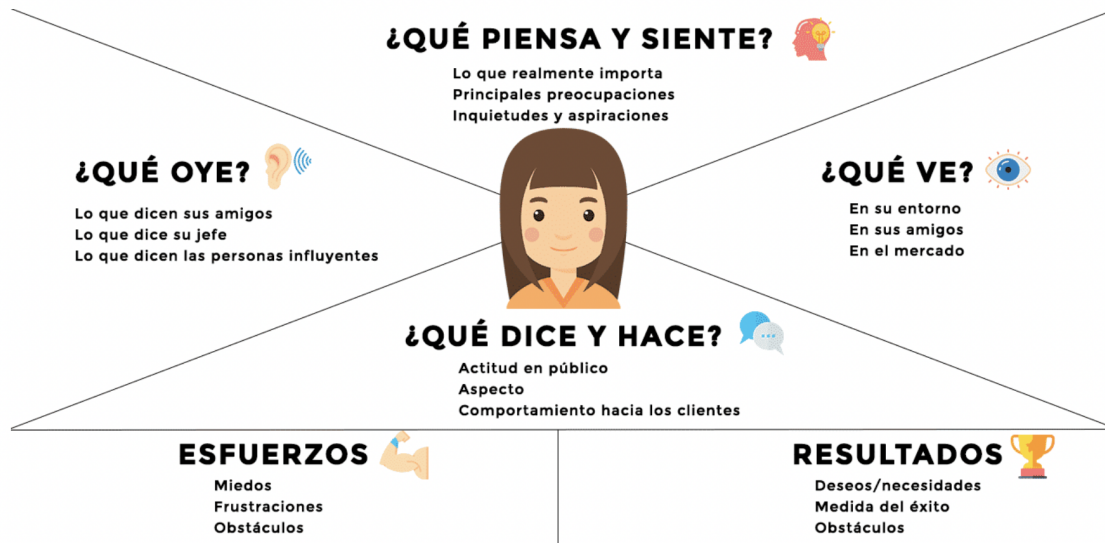 ¿QUÉ PIENSA Y SIENTE?
Lo que realmente importa
Principales preocupaciones
Inquietudes y aspiraciones
¿QUÉ OYE?
Lo que dicen sus amigos
Lo que dice su jefe
Lo que dicen las personas influyentes
¿QUÉ VE?
En su entorno
En sus amigos
En el mercado
¿QUÉ DICE Y HACE?
Actitud en público
Aspecto
Comportamiento hacia los clientes
ESFUERZOS
Miedos
Frustraciones
Obstáculos
RESULTADOS
Deseos/necesidades
Medida del éxito
Obstáculos